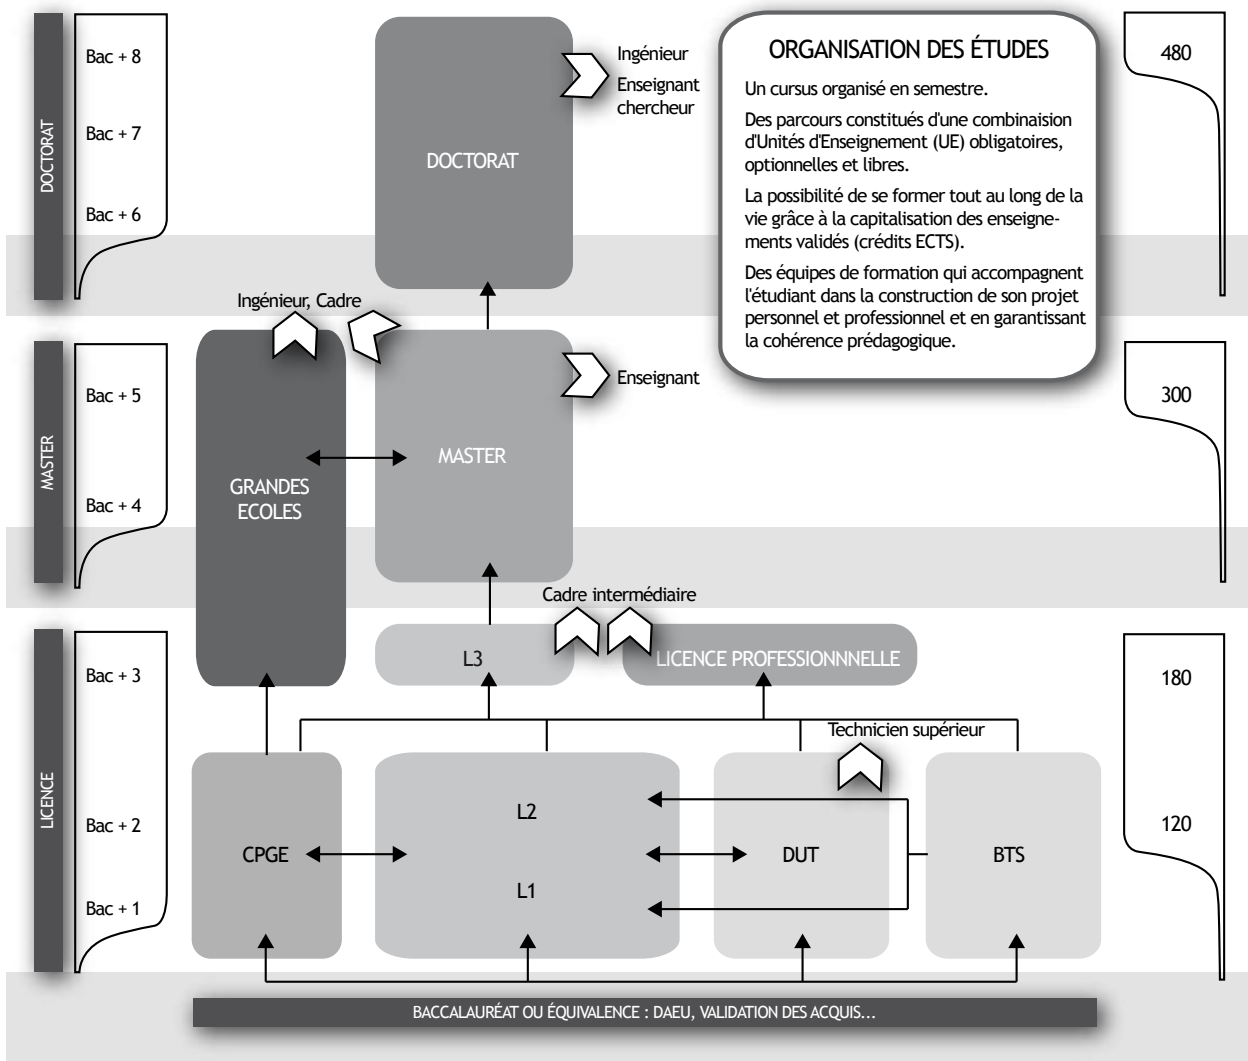 DOCTORAT
Bac + 8
Bac + 7
Bac + 6
DOCTORAT
Ingénieur
Enseignant
chercheur
ORGANISATION DES ÉTUDES
Un cursus organisé en semestre.
Des parcours constitués d'une combinaision
d'Unités d'Enseignement (UE) obligatoires,
optionnelles et libres.
La possibilité de se former tout au long de la
vie grâce à la capitalisation des enseigne-
ments validés (crédits ECTS).
Des équipes de formation qui accompagnent
l'étudiant dans la construction de son projet
personnel et professionnel et en garantissant
la cohérence prédagogique.
480
MASTER
Bac + 5
Bac + 4
Ingénieur, Cadre
GRANDES
ECOLES
MASTER
Enseignant
300
LICENCE
Bac + 3
Bac + 2
Bac + 1
Cadre intermédiaire
L3
LICENCE PROFESSIONNNELLE
180
Technicien supérieur
CPGE
L2
L1
DUT
BTS
120
BACCALAURÉAT OU ÉQUIVALENCE : DAEU, VALIDATION DES ACQUIS...